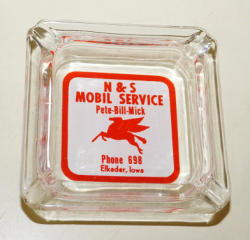 N & S
MOBIL SERVICE
Pete-Bill-Mick
Phone 698
Elkader, Iowa